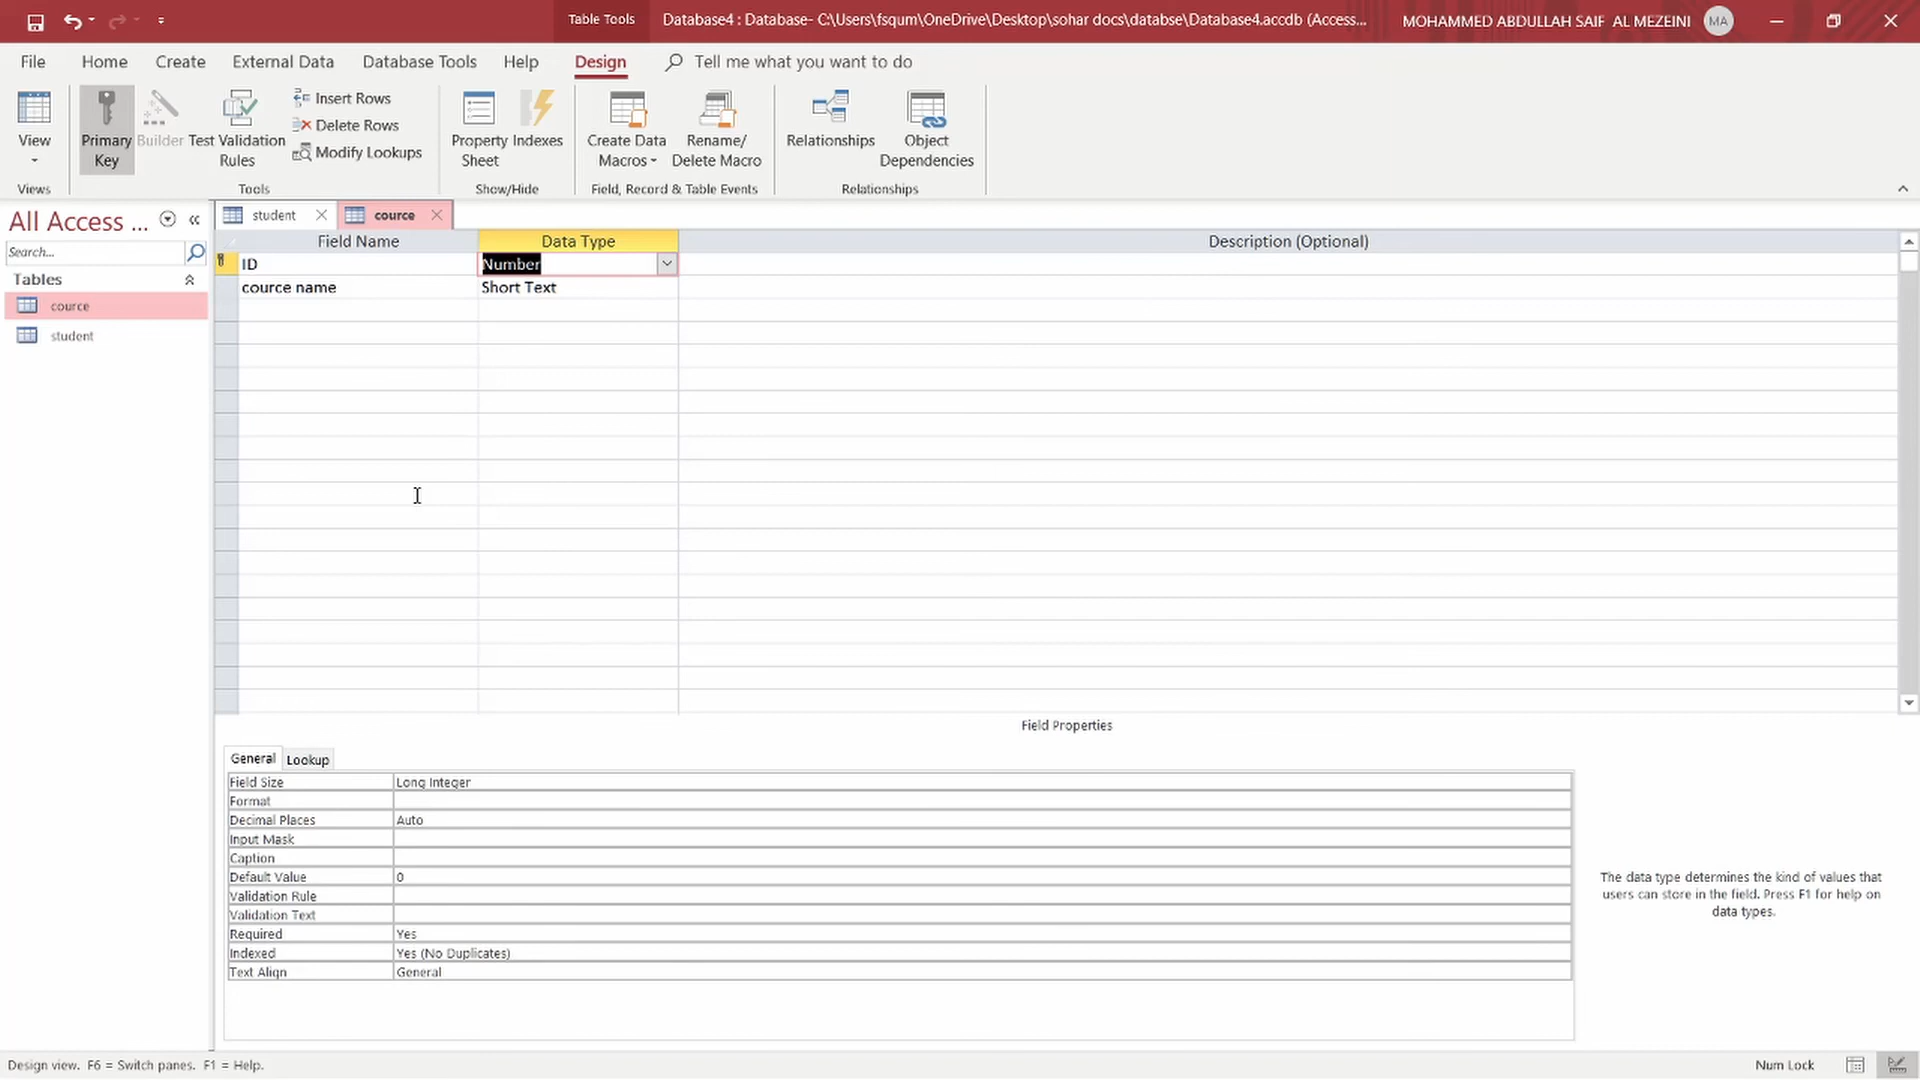 Table Tools
Database4 : Database- C:\Users\fsqum\OneDrive\Desktop\sohar docs\databse\Database4.accdb (Access...
MOHAMMED ABDULLAH SAIF AL MEZEINI
MA
File
Home
Create
External Data
Database Tools
Help
Design
Tell me what you want to do
View
Primary Key
Builder
Test Validation Rules
Insert Rows
Delete Rows
Modify Lookups
Property Sheet
Indexes
Create Data Macros
Rename/ Delete Macro
Relationships
Object Dependencies
Views
Tools
Show/Hide
Field, Record & Table Events
Relationships
All Access ...
Search...
Tables
cource
student
student
cource
Field Name
Data Type
Description (Optional)
ID
Number
cource name
Short Text
Field Properties
General
Lookup
Field Size
Long Integer
Format
Decimal Places
Auto
Input Mask
Caption
Default Value
0
Validation Rule
Validation Text
Required
Yes
Indexed
Yes (No Duplicates)
Text Align
General
The data type determines the kind of values that
users can store in the field. Press F1 for help on
data types.
Design view. F6 = Switch panes. F1 = Help.
Num Lock